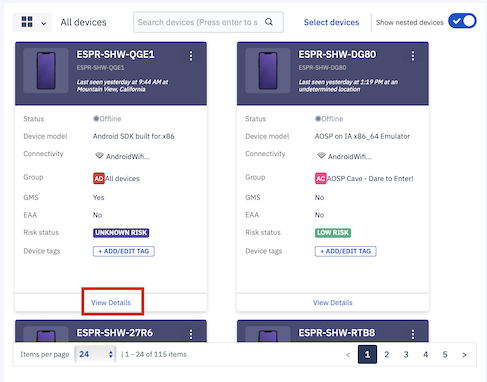 All devices
Search devices (Press enter to s
Select devices
Show nested devices
ESPR-SHW-QGE1
ESPR-SHW-QGE1
Last seen yesterday at 9:44 AM at
Mountain View, California
Status Offline
Device model Android SDK built for x86
Connectivity AndroidWifi...
Group AD All devices
GMS Yes
EAA No
Risk status UNKNOWN RISK
Device tags + ADD/EDIT TAG
View Details
ESPR-SHW-DG80
ESPR-SHW-DG80
Last seen yesterday at 1:19 PM at an
undetermined location
Status Offline
Device model AOSP on IA x86_64 Emulator
Connectivity AndroidWifi...
Group AC AOSP Cave - Dare to Enter!
GMS No
EAA No
Risk status LOW RISK
Device tags + ADD/EDIT TAG
View Details
ESPR-SHW-27R6
ESPR-SHW-RTB8
Items per page 24 | 1 - 24 of 115 items
< 1 2 3 4 5 >